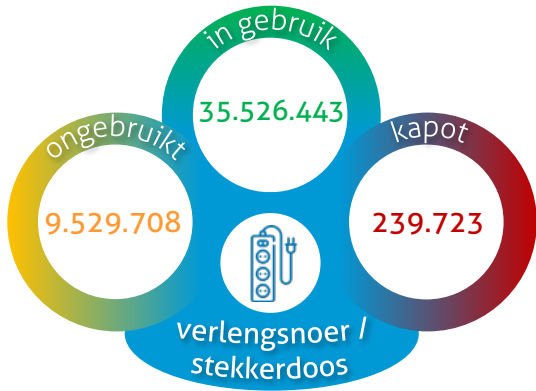 in gebruik
35.526.443
ongebruikt
9.529.708
kapot
239.723
verlengsnoer /
stekkerdoos